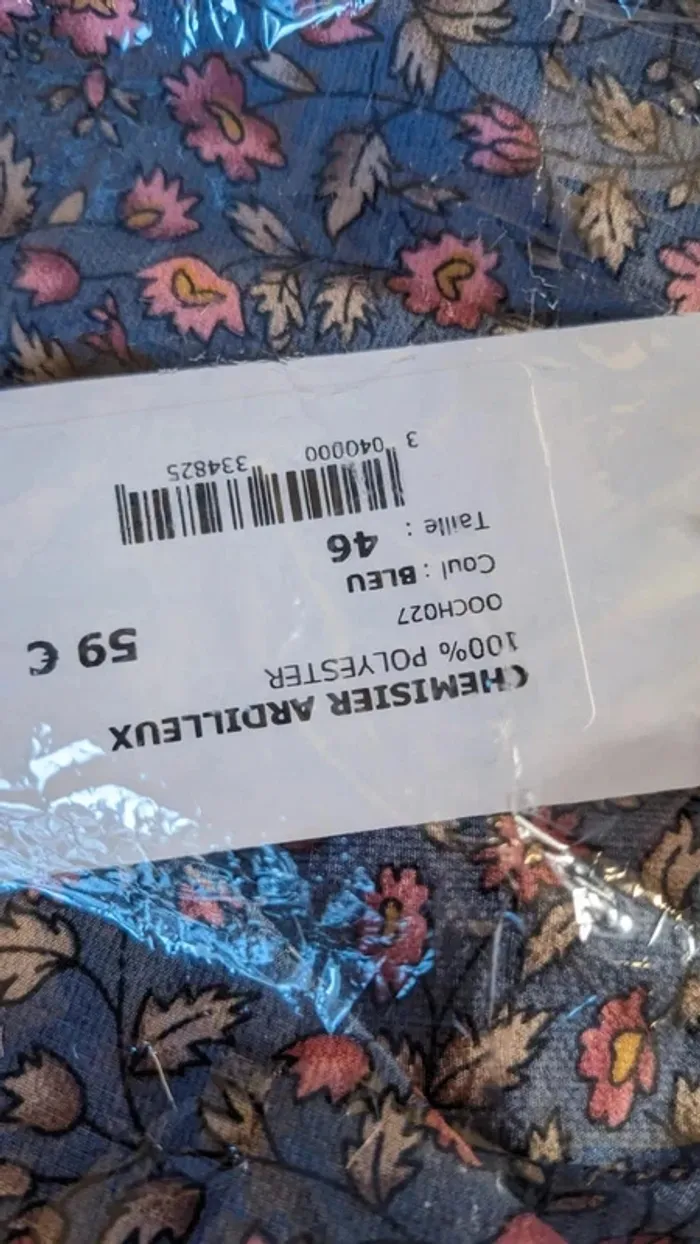 CHEMISIER ARDILLEUX
100% POLYESTER
OOCH027
59 €
Coul : BLEU
Taille : 46
3 040000 334825